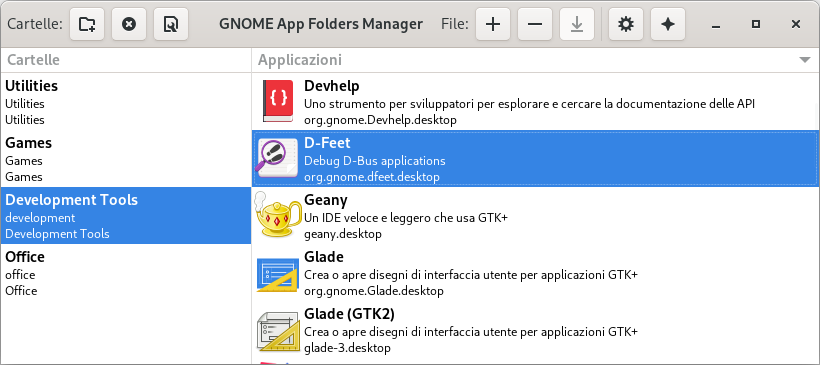 Cartelle:
GNOME App Folders Manager
File:
Cartelle
Applicazioni
Utilities
Utilities
Utilities
Games
Games
Games
Development Tools
development
Development Tools
Office
office
Office
Devhelp
Uno strumento per sviluppatori per esplorare e cercare la documentazione delle API
org.gnome.Devhelp.desktop
D-Feet
Debug D-Bus applications
org.gnome.dfeet.desktop
Geany
Un IDE veloce e leggero che usa GTK+
geany.desktop
Glade
Crea o apre disegni di interfaccia utente per applicazioni GTK+
org.gnome.Glade.desktop
Glade (GTK2)
Crea o apre disegni di interfaccia utente per applicazioni GTK+
glade-3.desktop